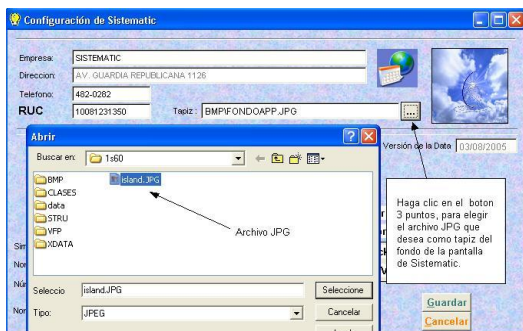 Configuración de Sistematic
Empresa: SISTEMATIC
Direccion: AV. GUARDIA REPUBLICANA 1126
Telefono: 482-0282
RUC 10081231350 Tapiz : BMP\FONDOAPP.JPG ...
Versión de la Data 03/08/2005
Abrir
Buscar en: 1s60
BMP island.JPG
CLASES
data
STRU
VFP
XDATA
Archivo JPG
Haga clic en el boton
3 puntos, para elegir
el archivo JPG que
desea como tapiz del
fondo de la pantalla
de Sistematic.
Seleccio island.JPG Seleccione
Tipo: JPEG Cancelar
Guardar
Cancelar